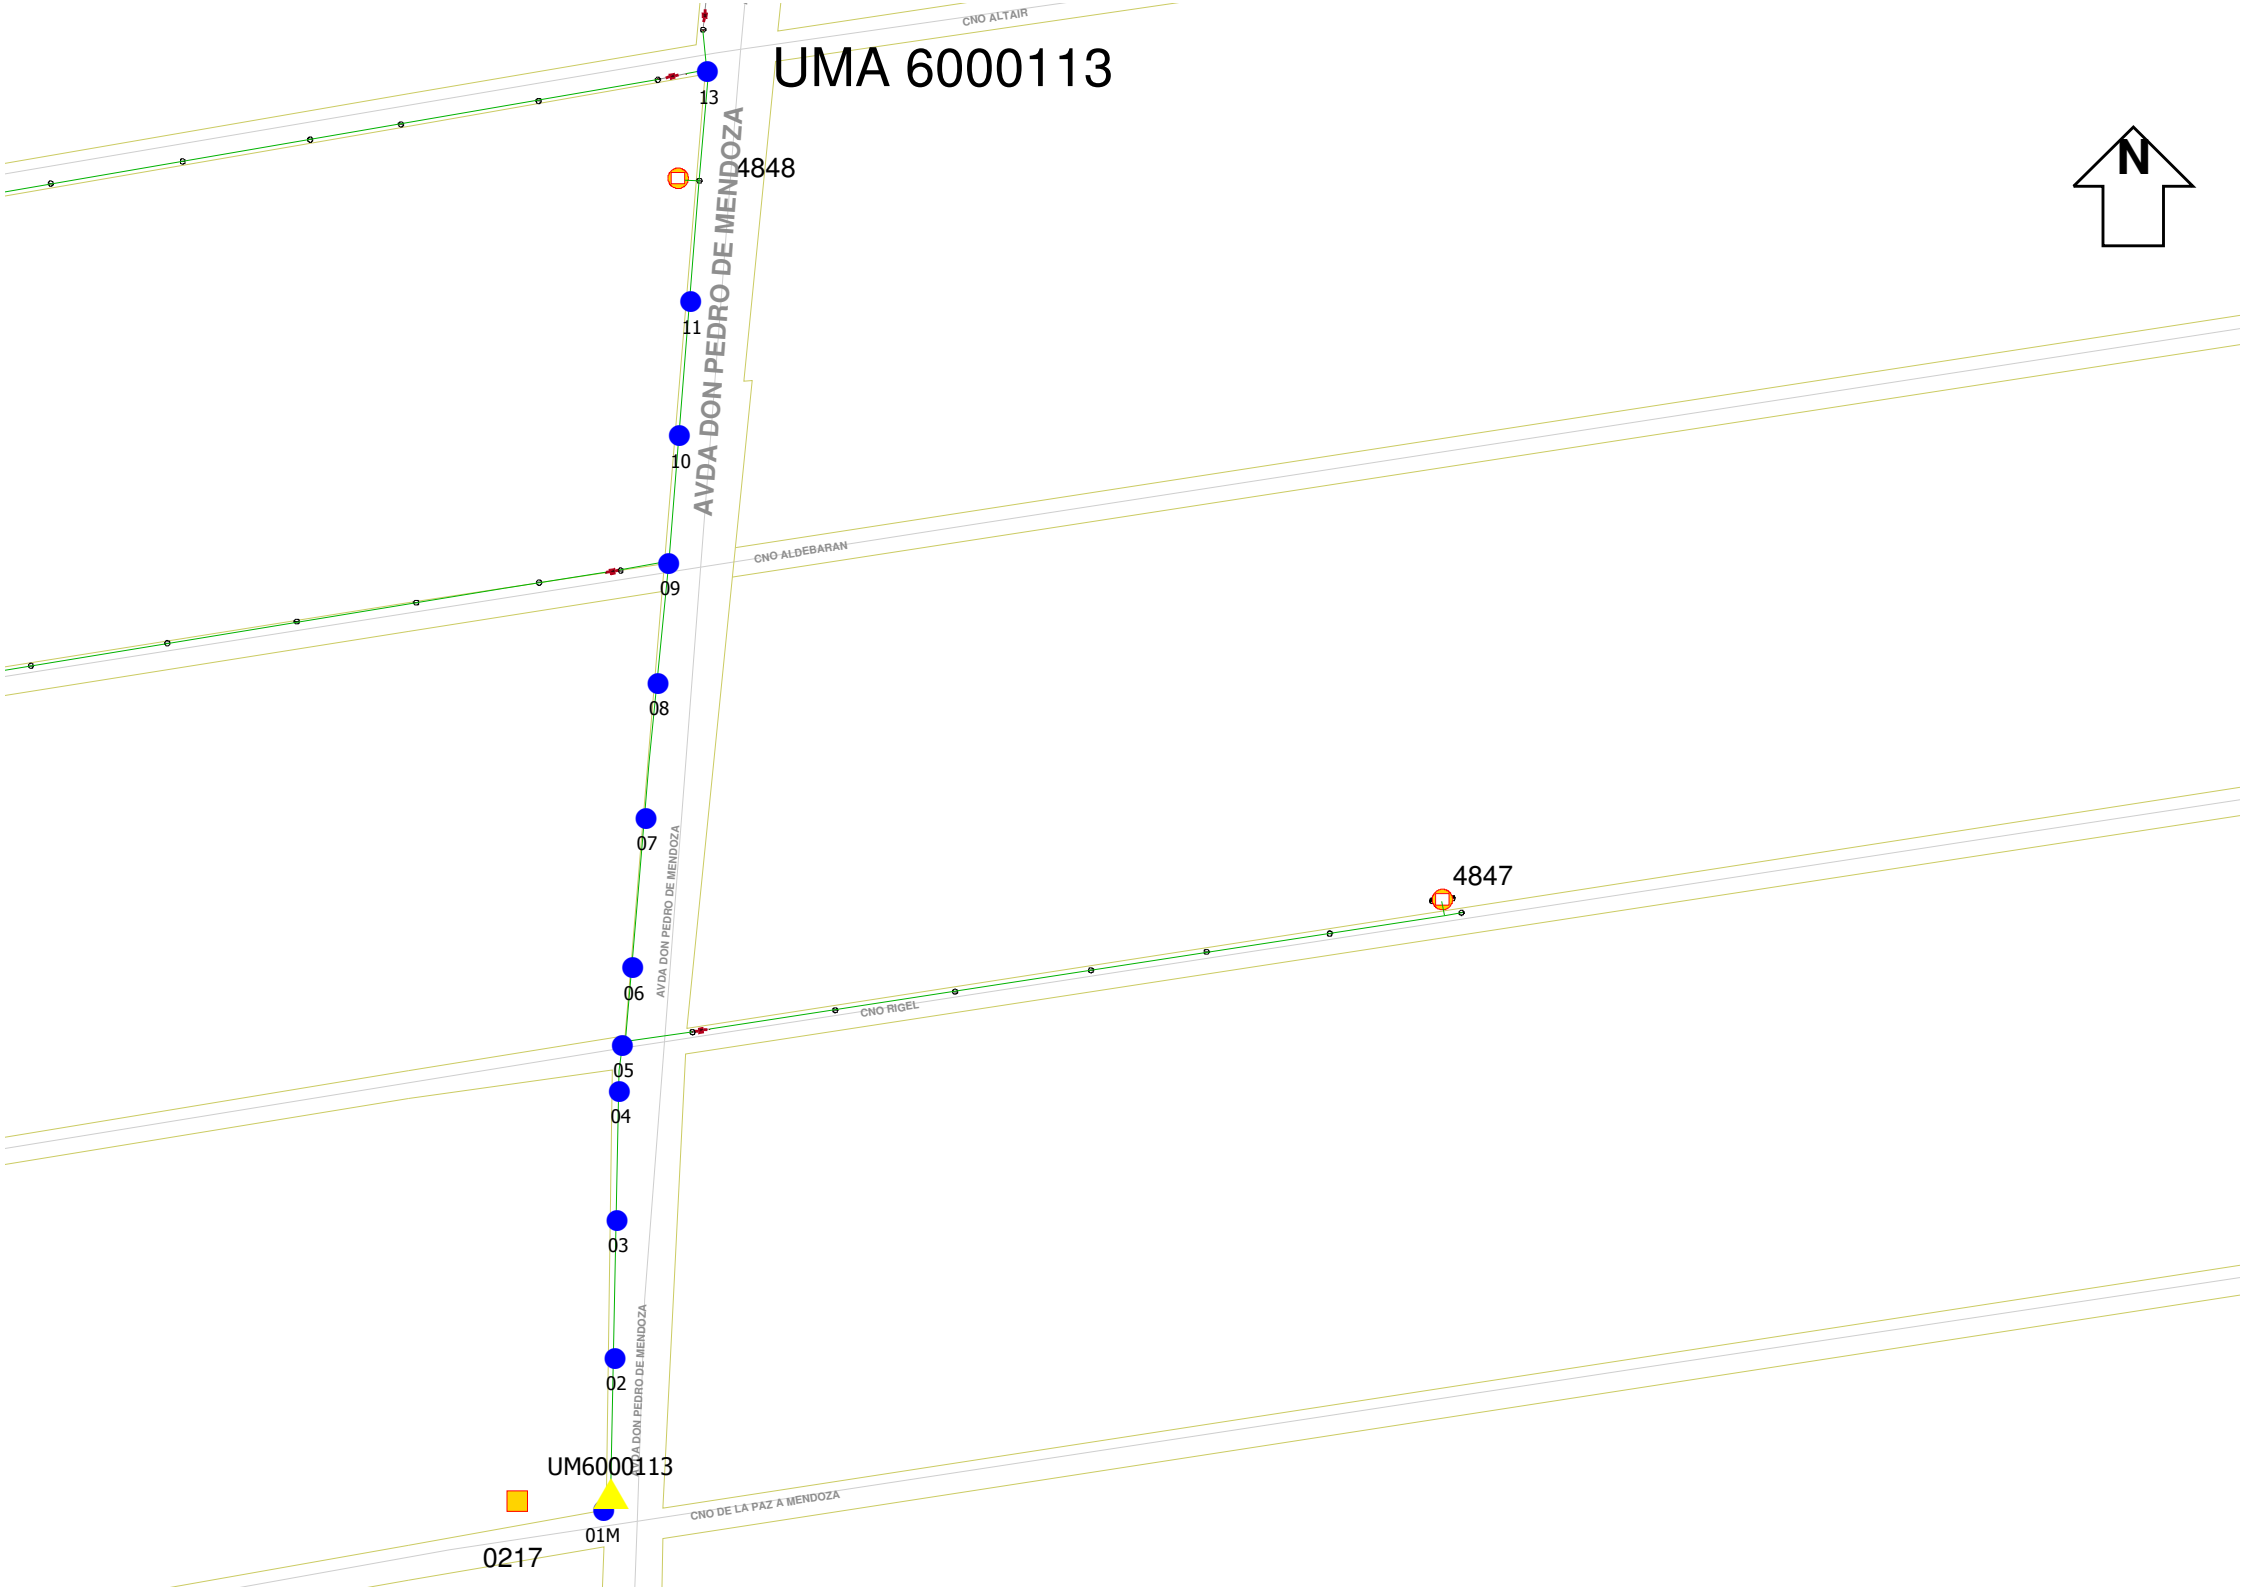 CNO ALTAIR
UMA 6000113
13
AVDA DON PEDRO DE MENDOZA
4848
N
11
10
CNO ALDEBARAN
09
08
07
AVDA DON PEDRO DE MENDOZA
4847
06
CNO RIGEL
05
04
03
AVDA DON PEDRO DE MENDOZA
02
UM6000113
CNO DE LA PAZ A MENDOZA
01M
0217